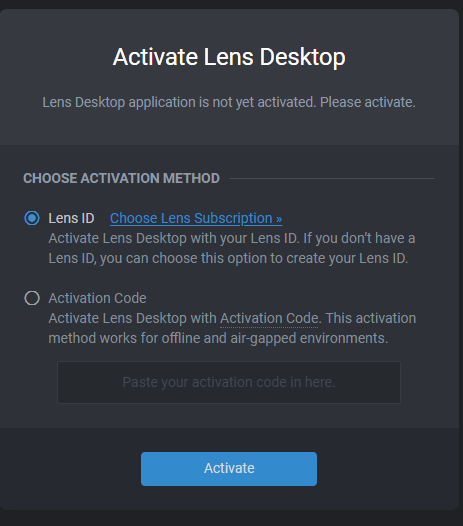 Activate Lens Desktop
Lens Desktop application is not yet activated. Please activate.
CHOOSE ACTIVATION METHOD
Lens ID Choose Lens Subscription »
Activate Lens Desktop with your Lens ID. If you don’t have a
Lens ID, you can choose this option to create your Lens ID.
Activation Code
Activate Lens Desktop with Activation Code. This activation
method works for offline and air-gapped environments.
Paste your activation code in here.
Activate